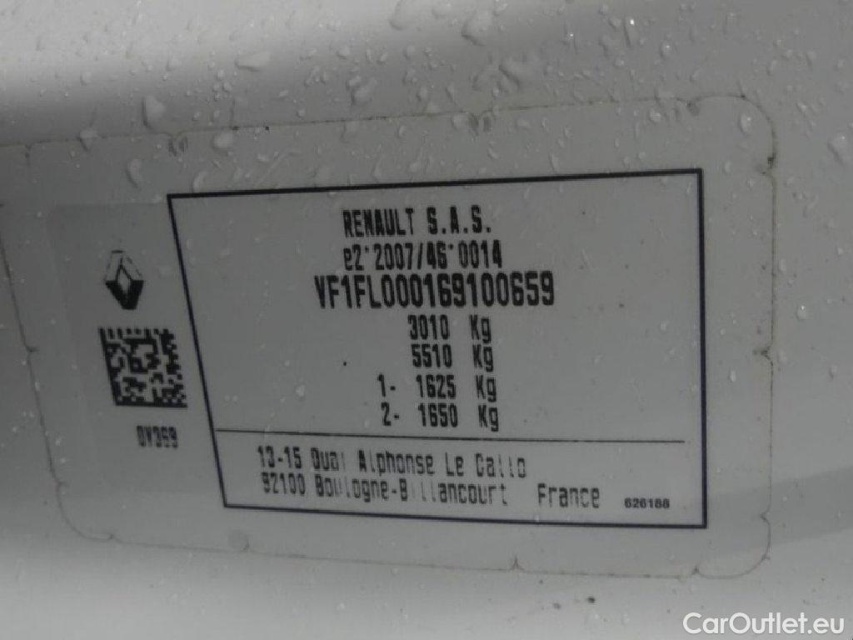 RENAULT S.A.S.
e2*2007/46*0014
VF1FL000169100659
3010 Kg
5510 Kg
1- 1625 Kg
2- 1650 Kg
13-15 Quai Alphonse Le Gallo
92100 Boulogne-Billancourt France
626188
0V359
CarOutlet.eu